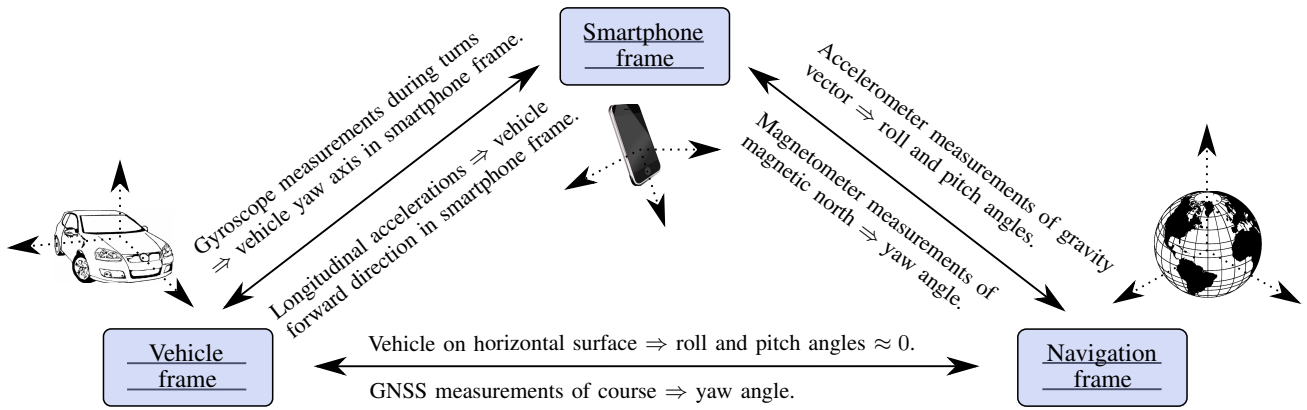 Smartphone
frame
Gyroscope measurements during turns
⇒ vehicle yaw axis in smartphone frame.
Longitudinal accelerations ⇒ vehicle
forward direction in smartphone frame.
Accelerometer measurements of gravity
vector ⇒ roll and pitch angles.
Magnetometer measurements of
magnetic north ⇒ yaw angle.
Vehicle
frame
Vehicle on horizontal surface ⇒ roll and pitch angles ≈ 0.
GNSS measurements of course ⇒ yaw angle.
Navigation
frame